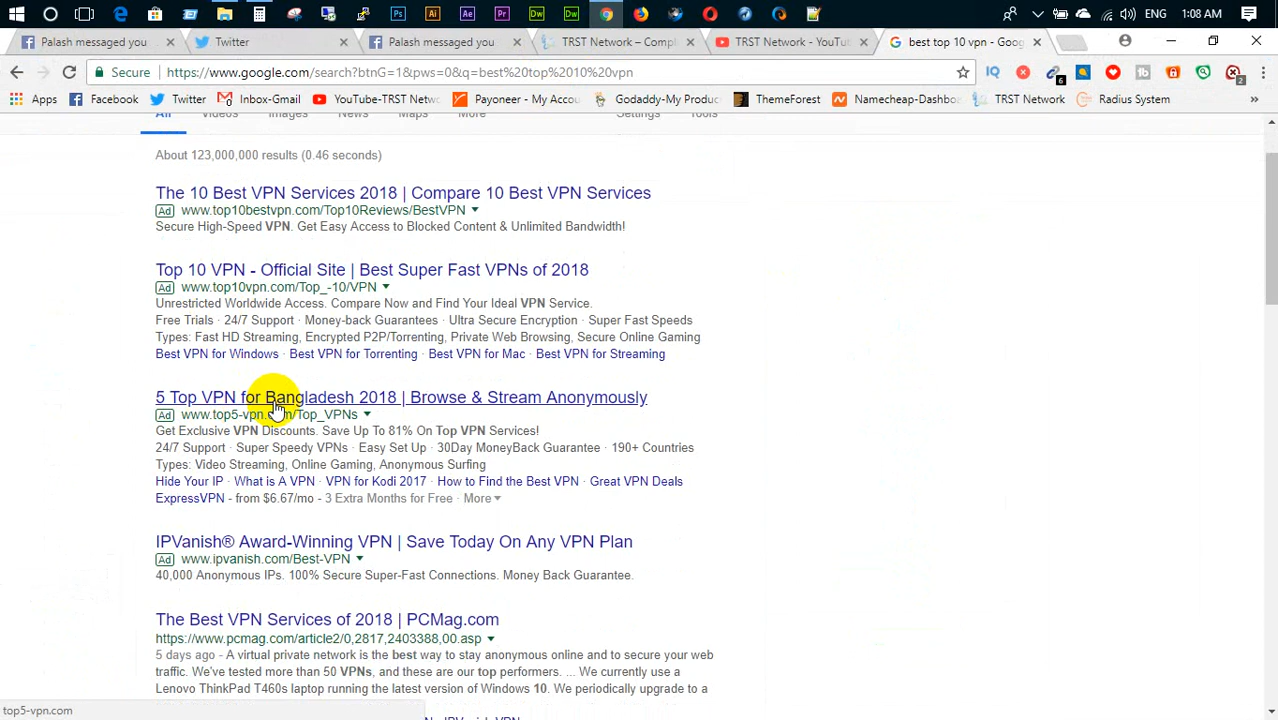 Ps Ai Ae Pr Dw Dw ENG 1:08 AM
Palash messaged you Twitter Palash messaged you TRST Network – Compl YouTube TRST Network - YouTu best top 10 vpn - Goog
Secure https://www.google.com/search?btnG=1&pws=0&q=best%20top%2010%20vpn IQ 6 2
Apps Facebook Twitter Inbox-Gmail YouTube-TRST Netwo Payoneer - My Accou Godaddy-My Produc ThemeForest Namecheap-Dashbo TRST Network Radius System »
All Videos Images News Maps More Settings Tools
About 123,000,000 results (0.46 seconds)
The 10 Best VPN Services 2018 | Compare 10 Best VPN Services
Ad www.top10bestvpn.com/Top10Reviews/BestVPN
Secure High-Speed VPN. Get Easy Access to Blocked Content & Unlimited Bandwidth!
Top 10 VPN - Official Site | Best Super Fast VPNs of 2018
Ad www.top10vpn.com/Top_-10/VPN
Unrestricted Worldwide Access. Compare Now and Find Your Ideal VPN Service.
Free Trials · 24/7 Support · Money-back Guarantees · Ultra Secure Encryption · Super Fast Speeds
Types: Fast HD Streaming, Encrypted P2P/Torrenting, Private Web Browsing, Secure Online Gaming
Best VPN for Windows · Best VPN for Torrenting · Best VPN for Mac · Best VPN for Streaming
5 Top VPN for Bangladesh 2018 | Browse & Stream Anonymously
Ad www.top5-vpn.com/Top_VPNs
Get Exclusive VPN Discounts. Save Up To 81% On Top VPN Services!
24/7 Support · Super Speedy VPNs · Easy Set Up · 30Day MoneyBack Guarantee · 190+ Countries
Types: Video Streaming, Online Gaming, Anonymous Surfing
Hide Your IP · What is A VPN · VPN for Kodi 2017 · How to Find the Best VPN · Great VPN Deals
ExpressVPN - from $6.67/mo - 3 Extra Months for Free · More
IPVanish® Award-Winning VPN | Save Today On Any VPN Plan
Ad www.ipvanish.com/Best-VPN
40,000 Anonymous IPs. 100% Secure Super-Fast Connections. Money Back Guarantee.
The Best VPN Services of 2018 | PCMag.com
https://www.pcmag.com/article2/0,2817,2403388,00.asp
5 days ago - A virtual private network is the best way to stay anonymous online and to secure your web
traffic. We've tested more than 50 VPNs, and these are our top performers. ... We currently use a
Lenovo ThinkPad T460s laptop running the latest version of Windows 10. We periodically upgrade to a
top5-vpn.com